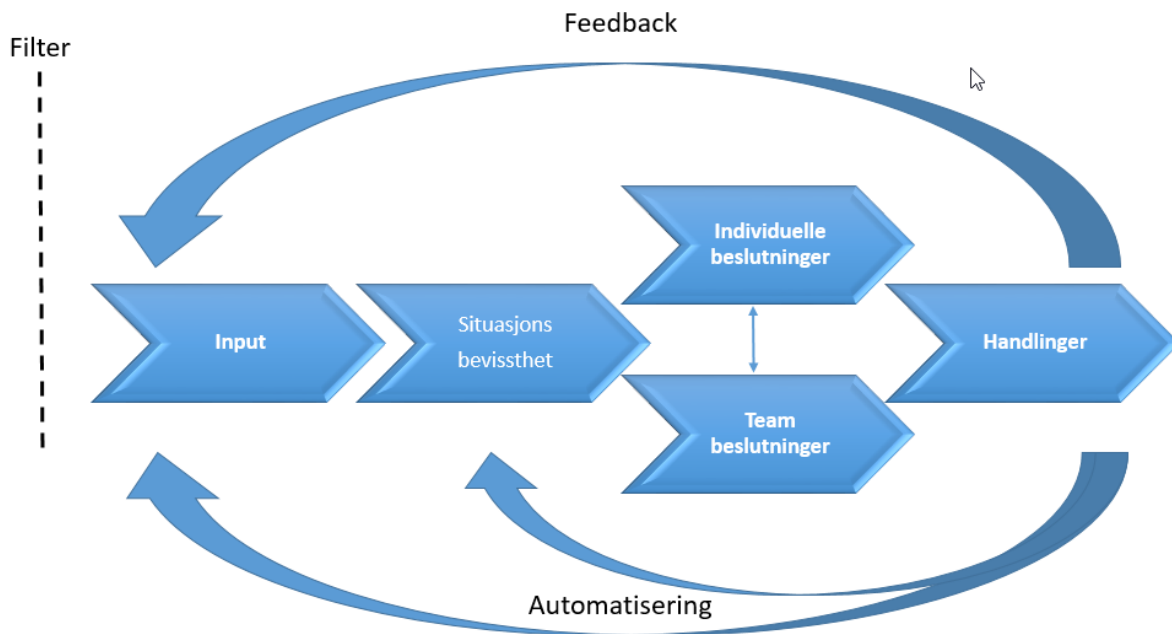 Feedback
Filter
Input
Situasjons
bevissthet
Individuelle
beslutninger
Team
beslutninger
Handlinger
Automatisering